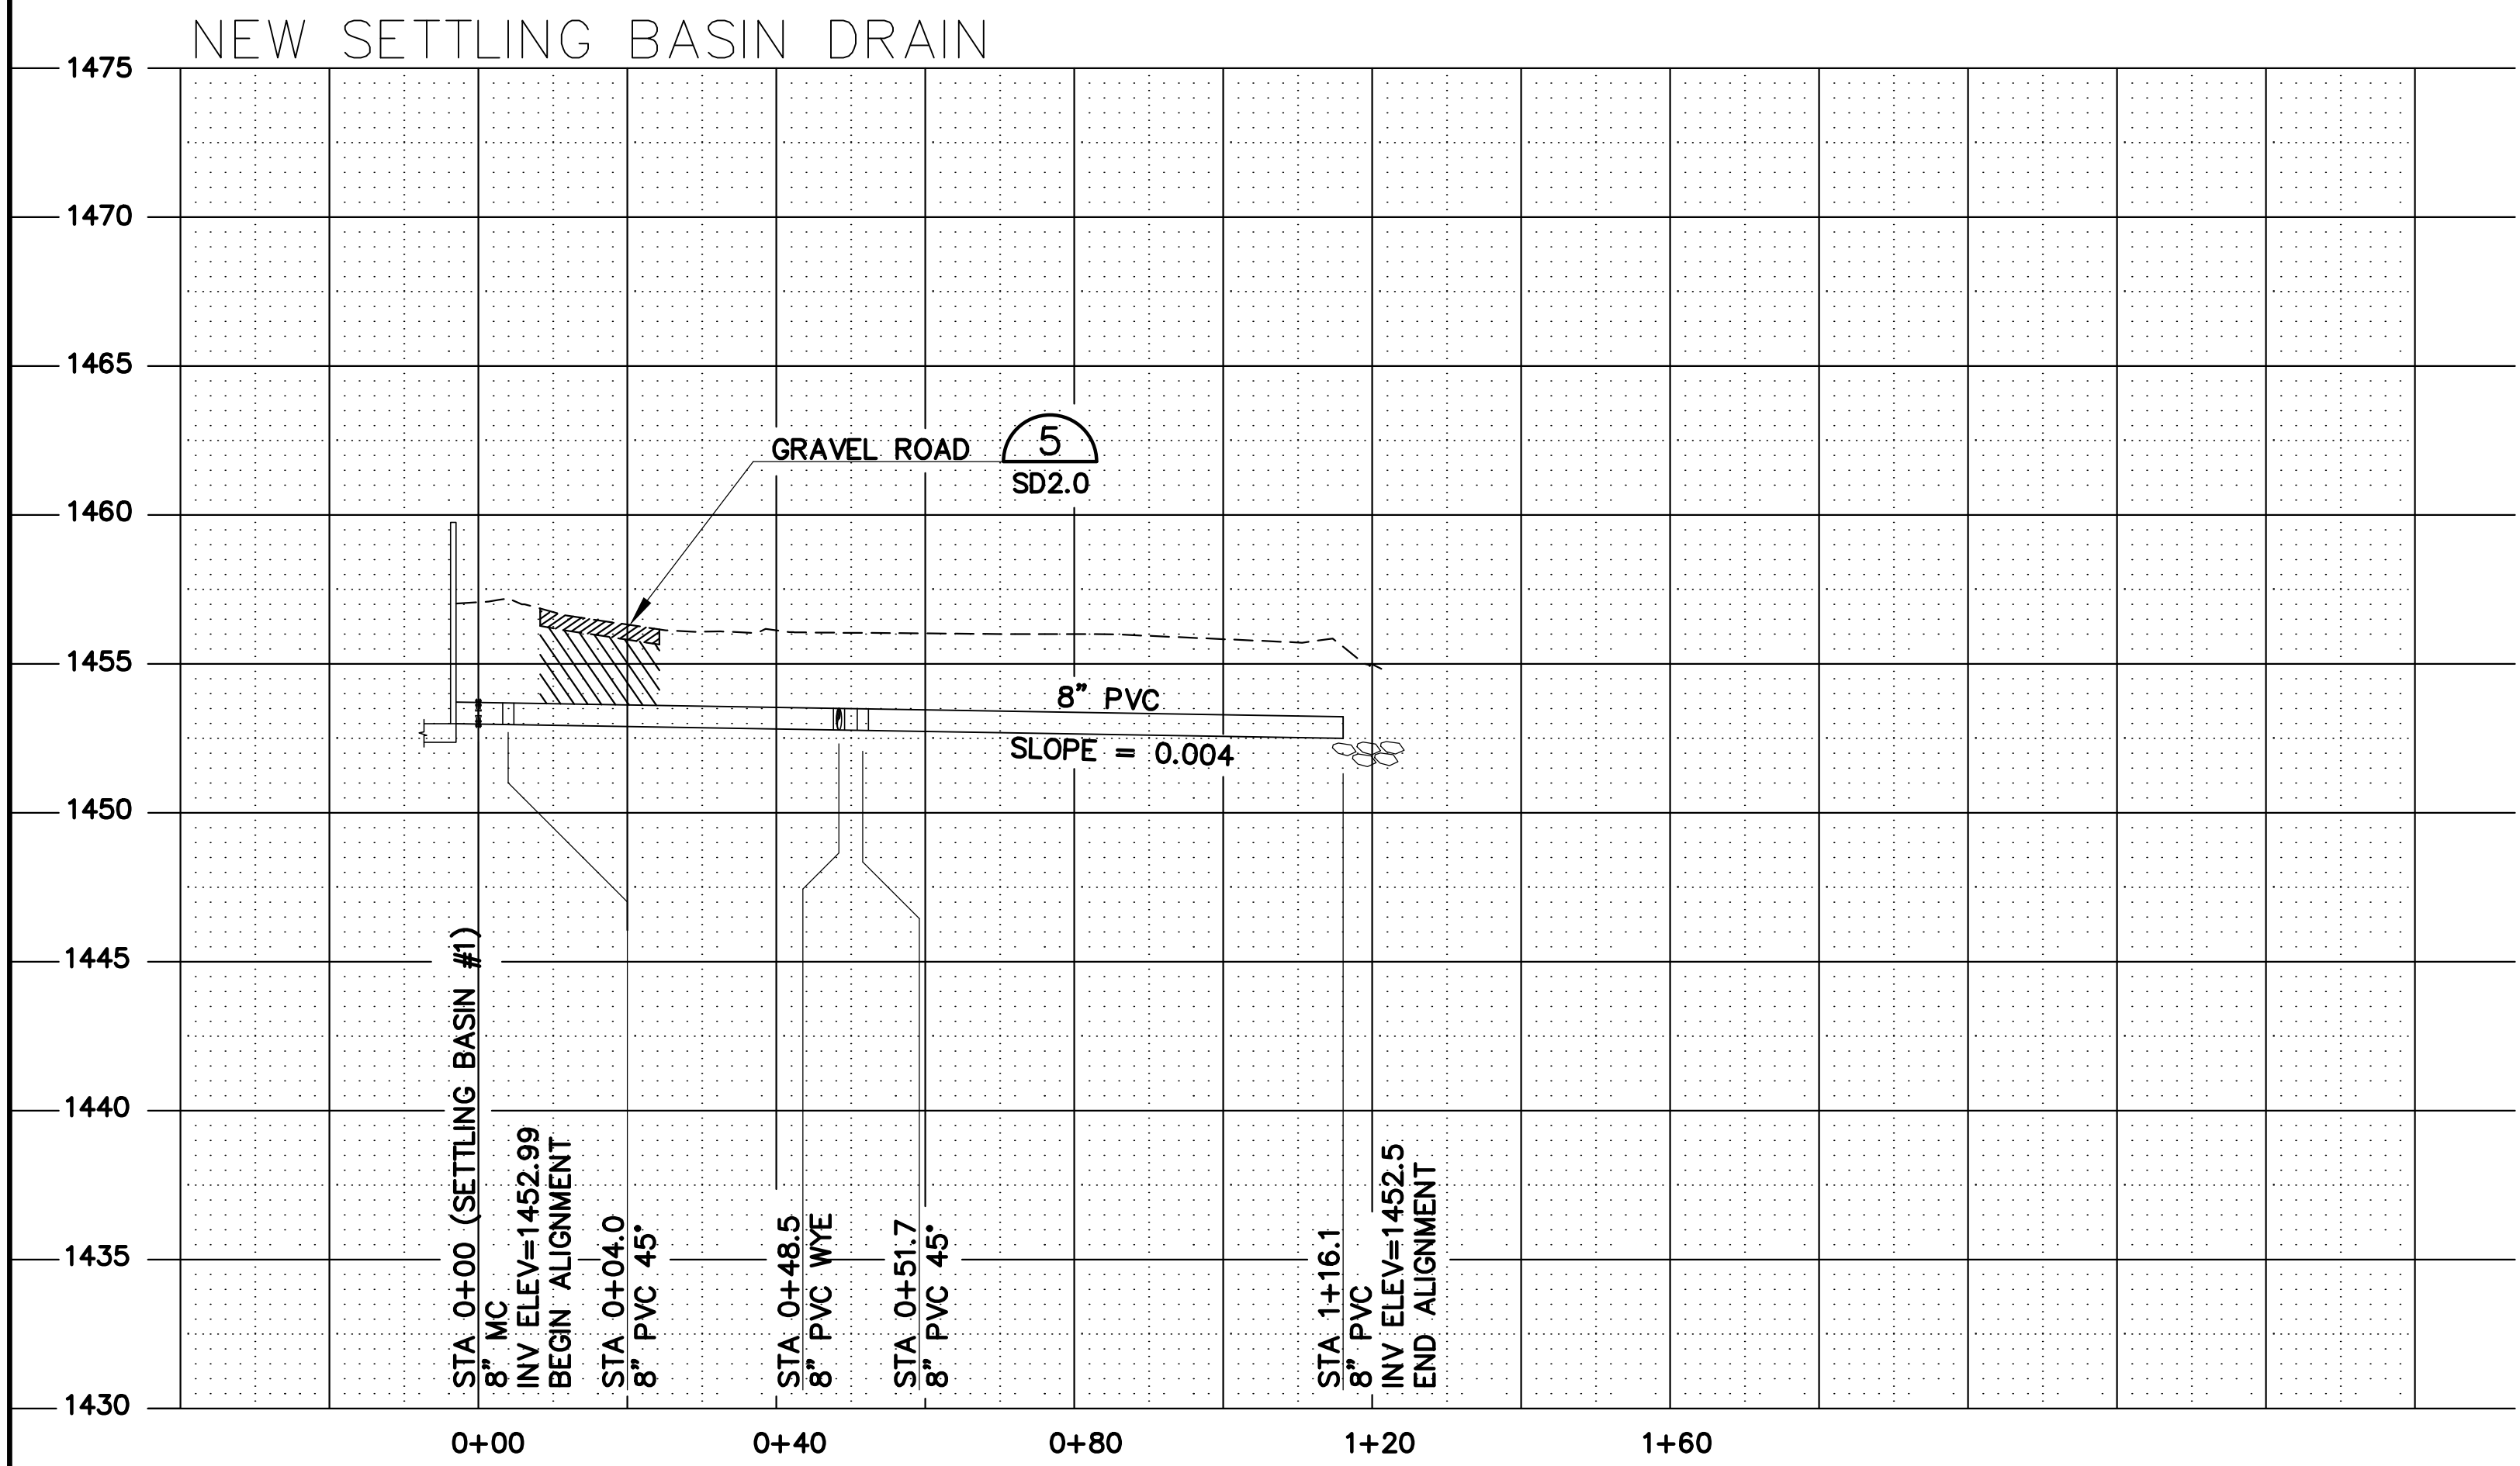 NEW SETTLING BASIN DRAIN
1475
1470
1465
1460
1455
1450
1445
1440
1435
1430
GRAVEL ROAD
5
SD2.0
8” PVC
SLOPE = 0.004
STA 0+00 (SETTLING BASIN #1)
8” MC
INV ELEV=1452.99
BEGIN ALIGNMENT
STA 0+04.0
8” PVC 45°
STA 0+48.5
8” PVC WYE
STA 0+51.7
8” PVC 45°
STA 1+16.1
8” PVC
INV ELEV=1452.5
END ALIGNMENT
0+00 0+40 0+80 1+20 1+60